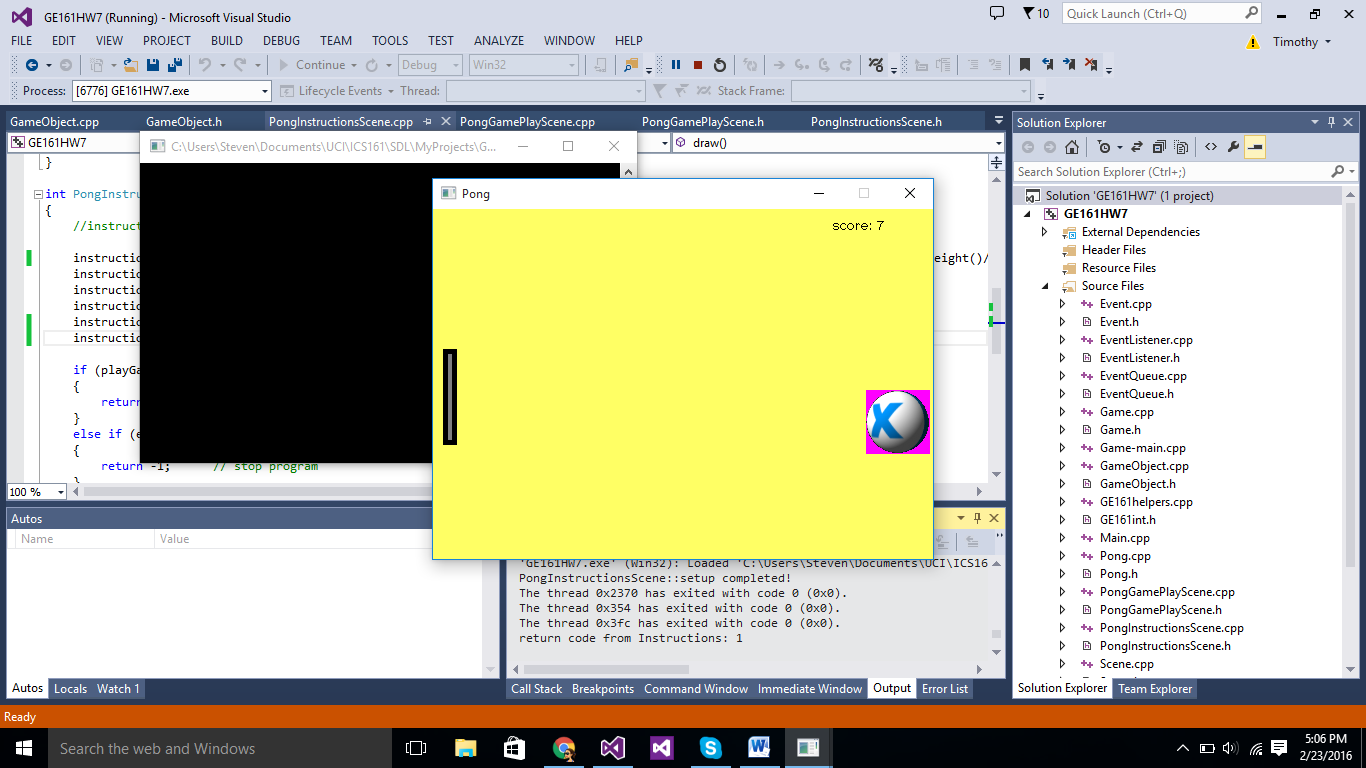 GE161HW7 (Running) - Microsoft Visual Studio
10
Quick Launch (Ctrl+Q)
FILE EDIT VIEW PROJECT BUILD DEBUG TEAM TOOLS TEST ANALYZE WINDOW HELP
Timothy
Continue Debug Win32
Process: [6776] GE161HW7.exe Lifecycle Events Thread: Stack Frame:
GameObject.cpp GameObject.h PongInstructionsScene.cpp PongGamePlayScene.cpp PongGamePlayScene.h PongInstructionsScene.h
GE161HW7
draw()
C:\Users\Steven\Documents\UCI\ICS161\SDL\MyProjects\G...
}
int PongInstru
{
//instruct
instructio
eight()/
instructio
instructio
instructio
instructio
instructio
if (playGa
{
return
}
else if (e
{
return -1; // stop program
}
100 %
Pong
score: 7
K
Autos
Name Value
Autos Locals Watch 1
'GE161HW7.exe' (Win32): Loaded 'C:\Users\Steven\Documents\UCI\ICS16
PongInstructionsScene::setup completed!
The thread 0x2370 has exited with code 0 (0x0).
The thread 0x354 has exited with code 0 (0x0).
The thread 0x3fc has exited with code 0 (0x0).
return code from Instructions: 1
Call Stack Breakpoints Command Window Immediate Window Output Error List
Solution Explorer
Search Solution Explorer (Ctrl+;)
Solution 'GE161HW7' (1 project)
GE161HW7
External Dependencies
Header Files
Resource Files
Source Files
Event.cpp
Event.h
EventListener.cpp
EventListener.h
EventQueue.cpp
EventQueue.h
Game.cpp
Game.h
Game-main.cpp
GameObject.cpp
GameObject.h
GE161helpers.cpp
GE161int.h
Main.cpp
Pong.cpp
Pong.h
PongGamePlayScene.cpp
PongGamePlayScene.h
PongInstructionsScene.cpp
PongInstructionsScene.h
Scene.cpp
Solution Explorer Team Explorer
Ready
Search the web and Windows
5:06 PM
2/23/2016